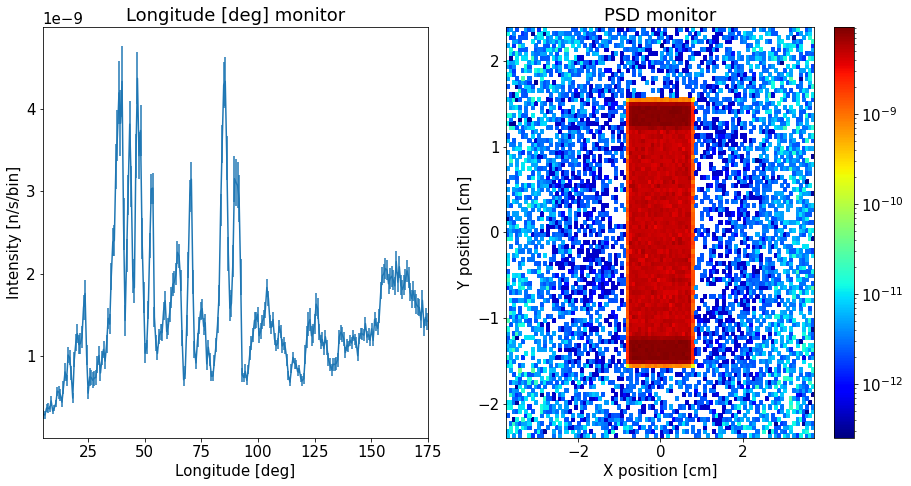 Longitude [deg] monitor
1e−9
4
3
2
1
Intensity [n/s/bin]
25 50 75 100 125 150 175
Longitude [deg]
PSD monitor
2
1
0
−1
−2
Y position [cm]
−2 0 2
X position [cm]
10⁻⁹
10⁻¹⁰
10⁻¹¹
10⁻¹²